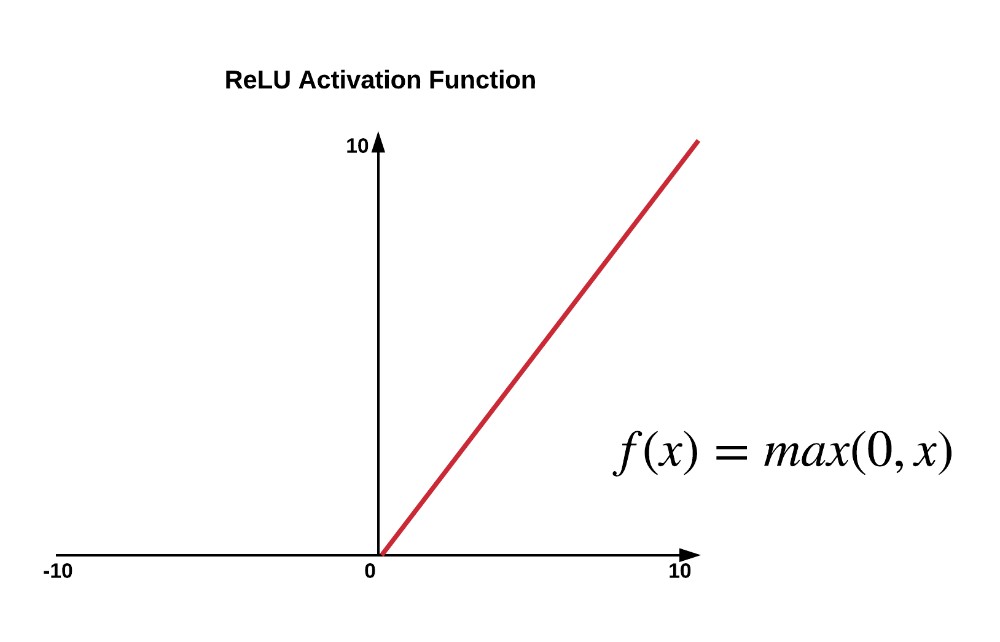 ReLU Activation Function
10
f(x) = max(0, x)
-10
0
10